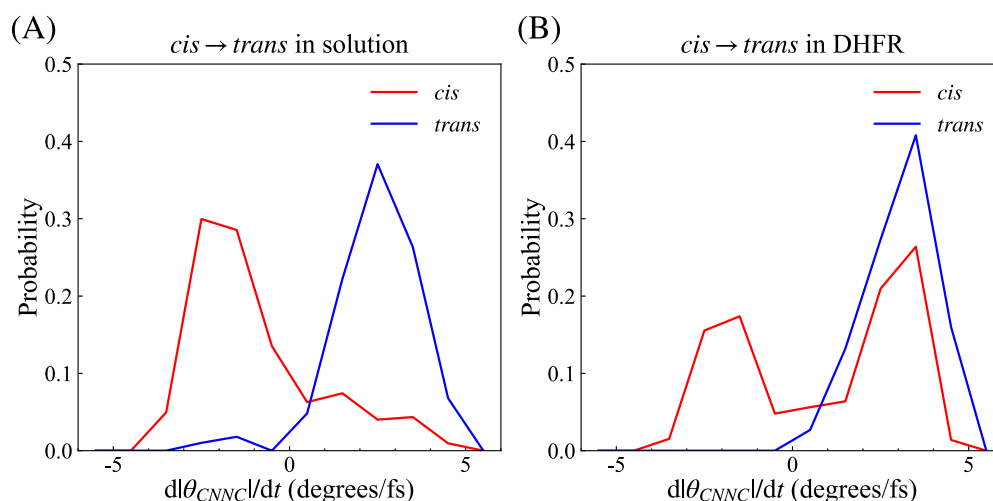 (A)
cis → trans in solution
0.5
0.4
0.3
0.2
0.1
0.0
Probability
cis
trans
-5
0
5
d|θ_CNNC|/dt (degrees/fs)
(B)
cis → trans in DHFR
0.5
0.4
0.3
0.2
0.1
0.0
Probability
cis
trans
-5
0
5
d|θ_CNNC|/dt (degrees/fs)